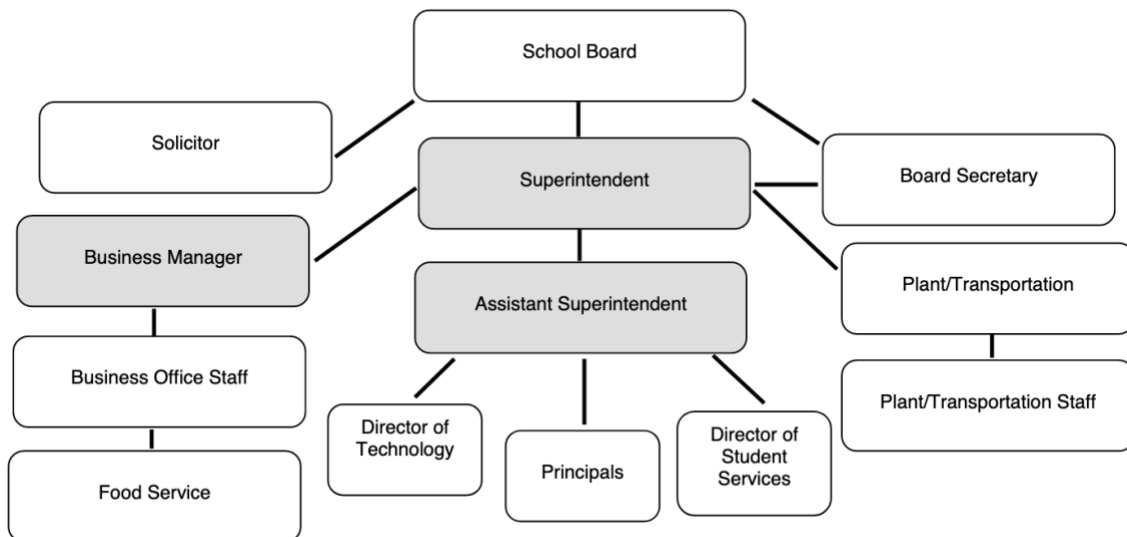 School Board
Solicitor
Superintendent
Board Secretary
Business Manager
Assistant Superintendent
Plant/Transportation
Business Office Staff
Plant/Transportation Staff
Director of
Technology
Principals
Director of
Student
Services
Food Service